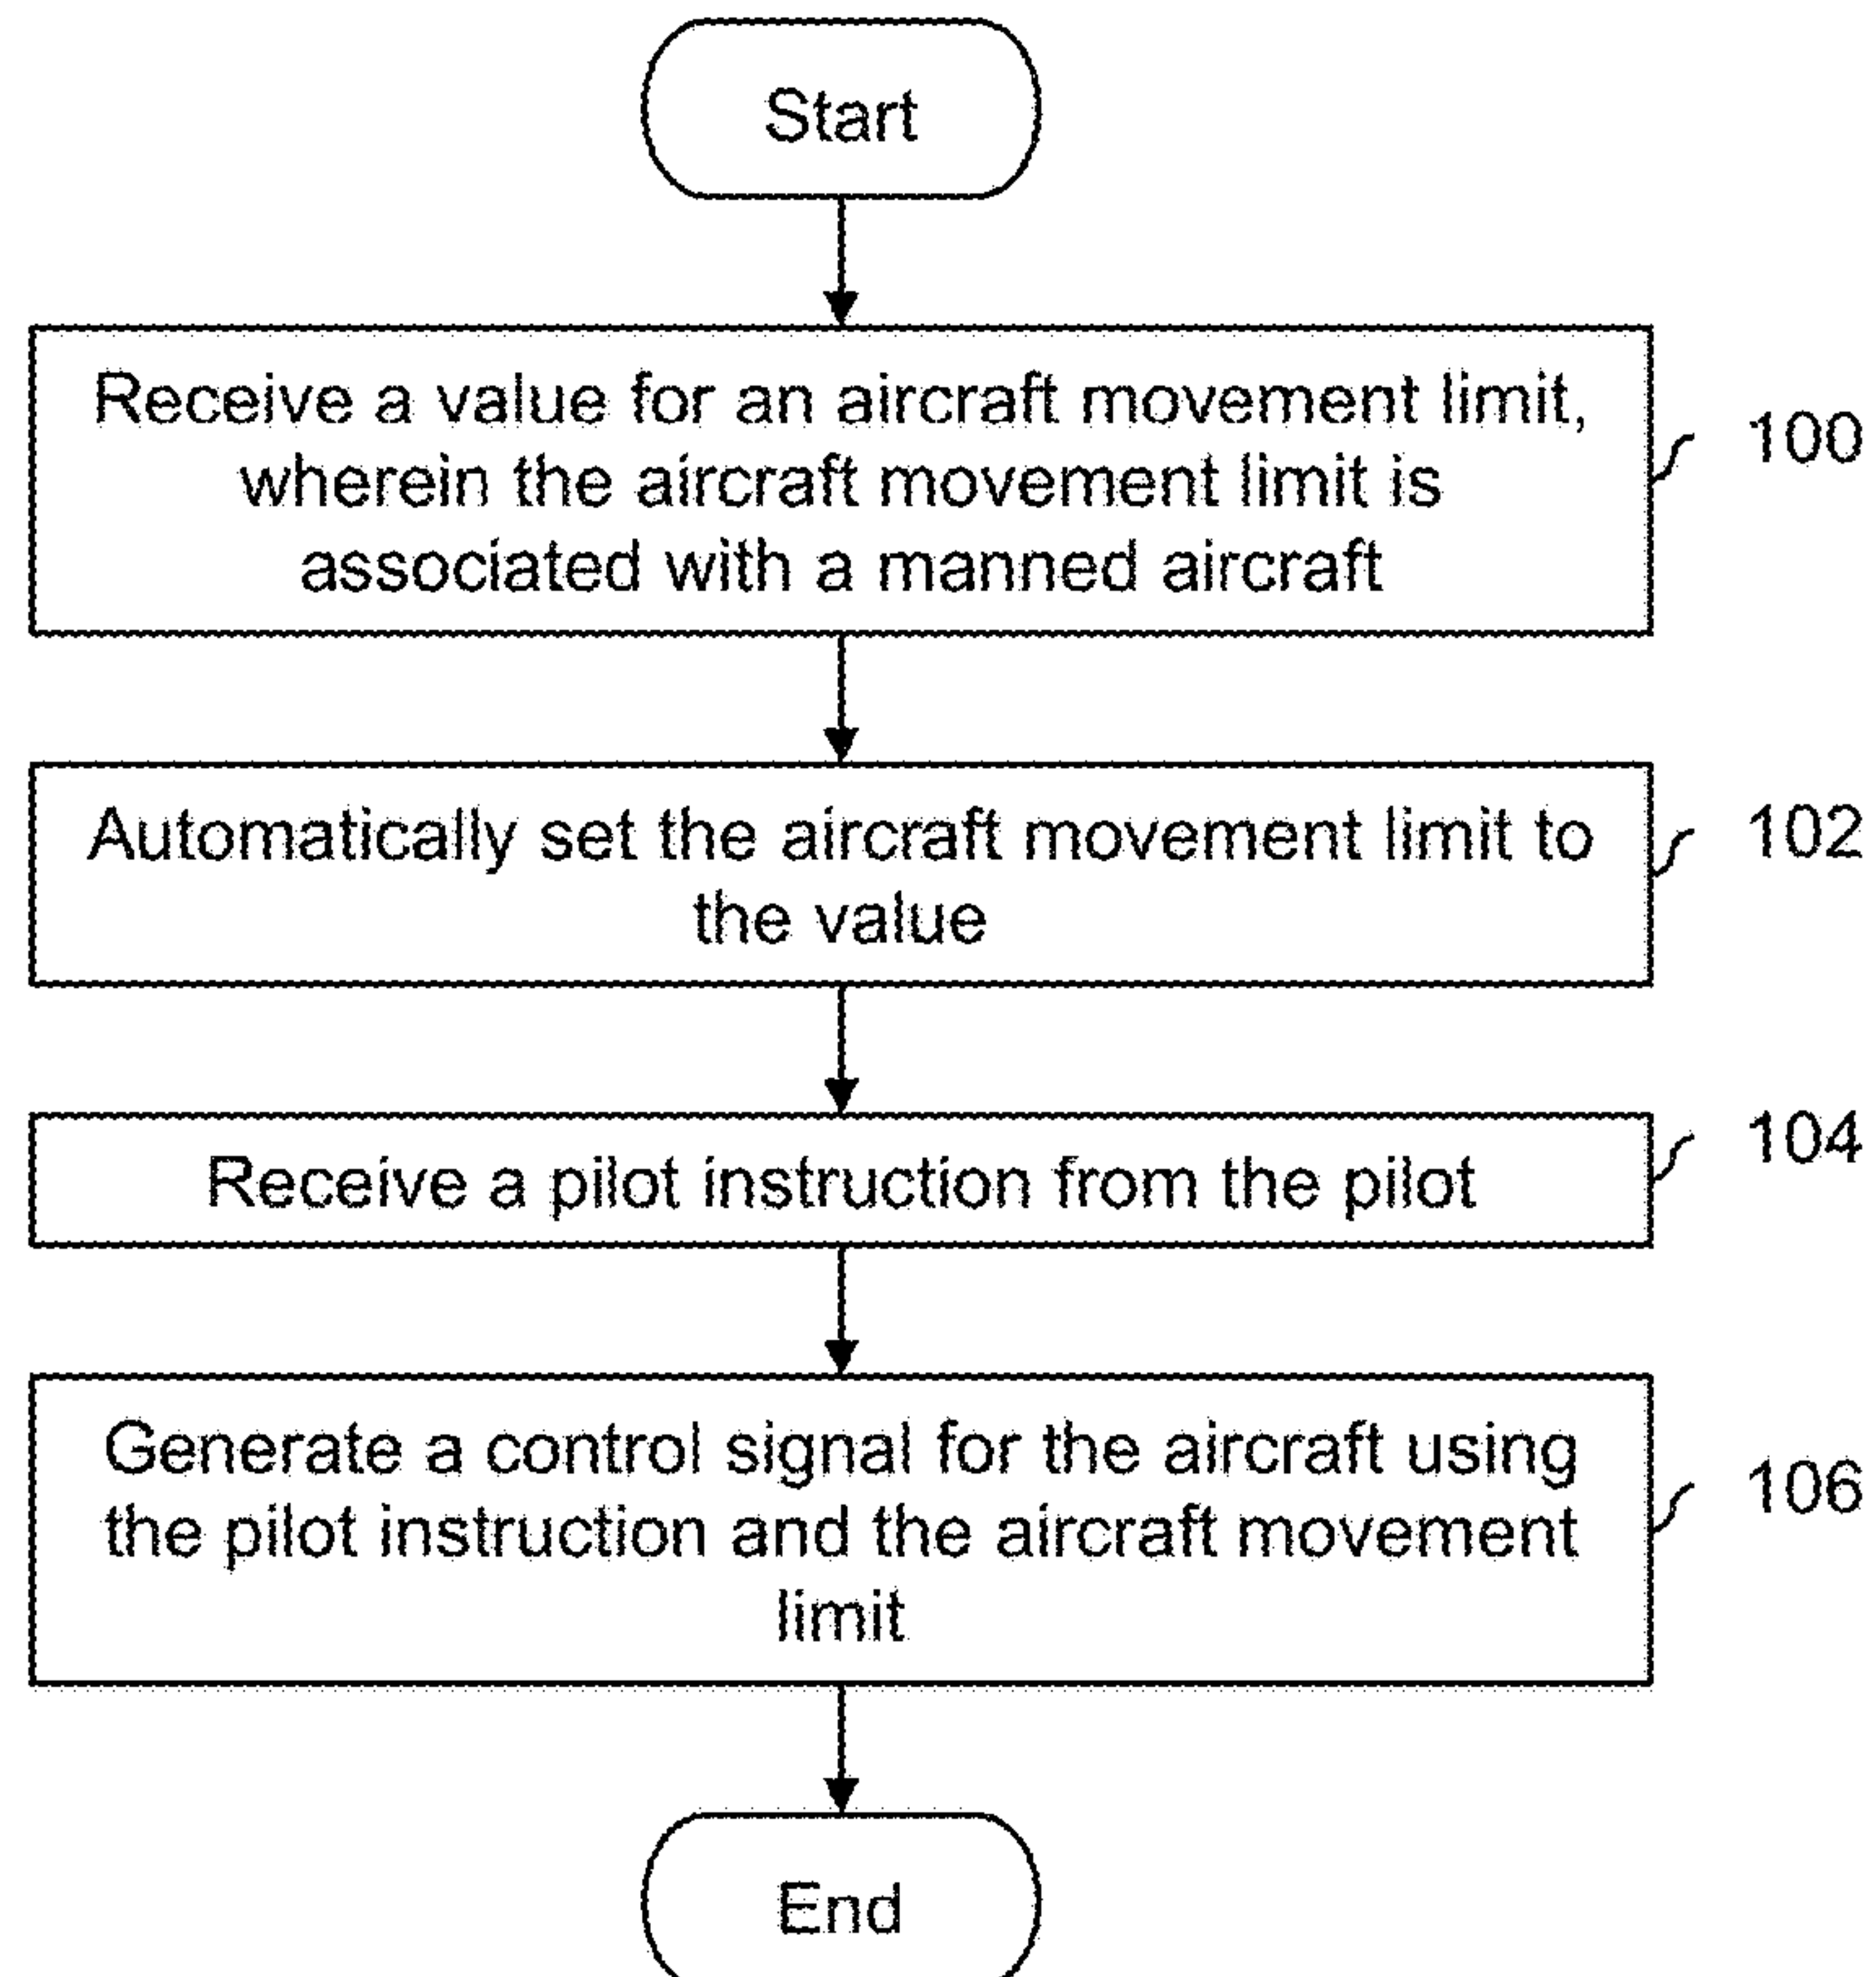 Start
Receive a value for an aircraft movement limit,
wherein the aircraft movement limit is
associated with a manned aircraft
100
Automatically set the aircraft movement limit to
the value
102
Receive a pilot instruction from the pilot
104
Generate a control signal for the aircraft using
the pilot instruction and the aircraft movement
limit
106
End